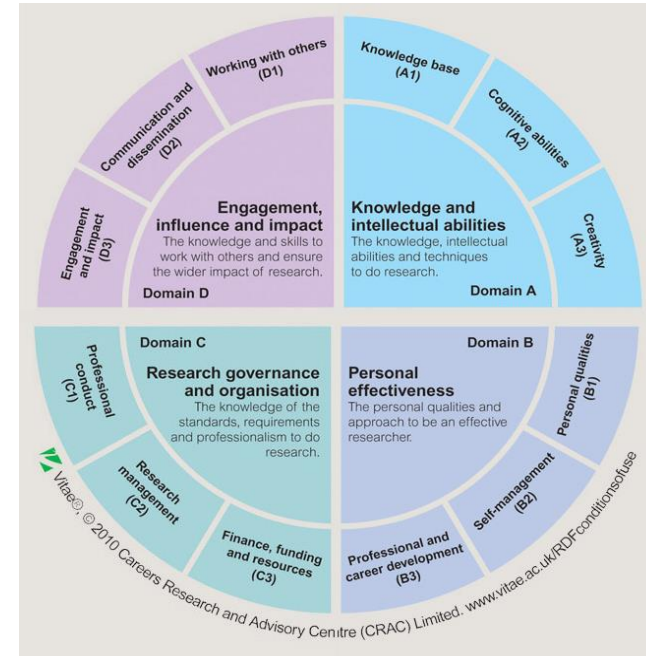 Working with others
(D1)
Communication and
dissemination
(D2)
Engagement
and impact
(D3)
Engagement,
influence and impact
The knowledge and skills to
work with others and ensure
the wider impact of research.
Domain D
Knowledge base
(A1)
Cognitive abilities
(A2)
Creativity
(A3)
Knowledge and
intellectual abilities
The knowledge, intellectual
abilities and techniques
to do research.
Domain A
Domain C
Research governance
and organisation
The knowledge of the
standards, requirements
and professionalism to do
research.
Professional
conduct
(C1)
Research
management
(C2)
Finance, funding
and resources
(C3)
Domain B
Personal
effectiveness
The personal qualities and
approach to be an effective
researcher.
Personal qualities
(B1)
Self-management
(B2)
Professional and
career development
(B3)
Vitae®, © 2010 Careers Research and Advisory Centre (CRAC) Limited. www.vitae.ac.uk/RDFconditionsofuse